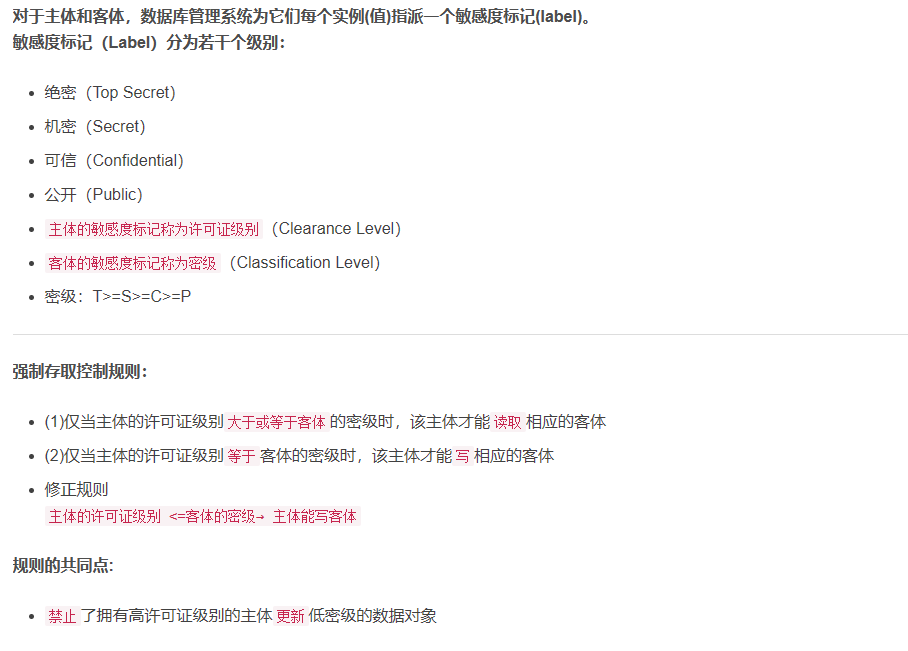 对于主体和客体，数据库管理系统为它们每个实例(值)指派一个敏感度标记(label)。
敏感度标记（Label）分为若干个级别：
绝密（Top Secret）
机密（Secret）
可信（Confidential）
公开（Public）
主体的敏感度标记称为许可证级别（Clearance Level）
客体的敏感度标记称为密级（Classification Level）
密级：T>=S>=C>=P
强制存取控制规则：
(1)仅当主体的许可证级别大于或等于客体的密级时，该主体才能读取相应的客体
(2)仅当主体的许可证级别等于客体的密级时，该主体才能写相应的客体
修正规则
主体的许可证级别 <=客体的密级→ 主体能写客体
规则的共同点:
禁止了拥有高许可证级别的主体更新低密级的数据对象